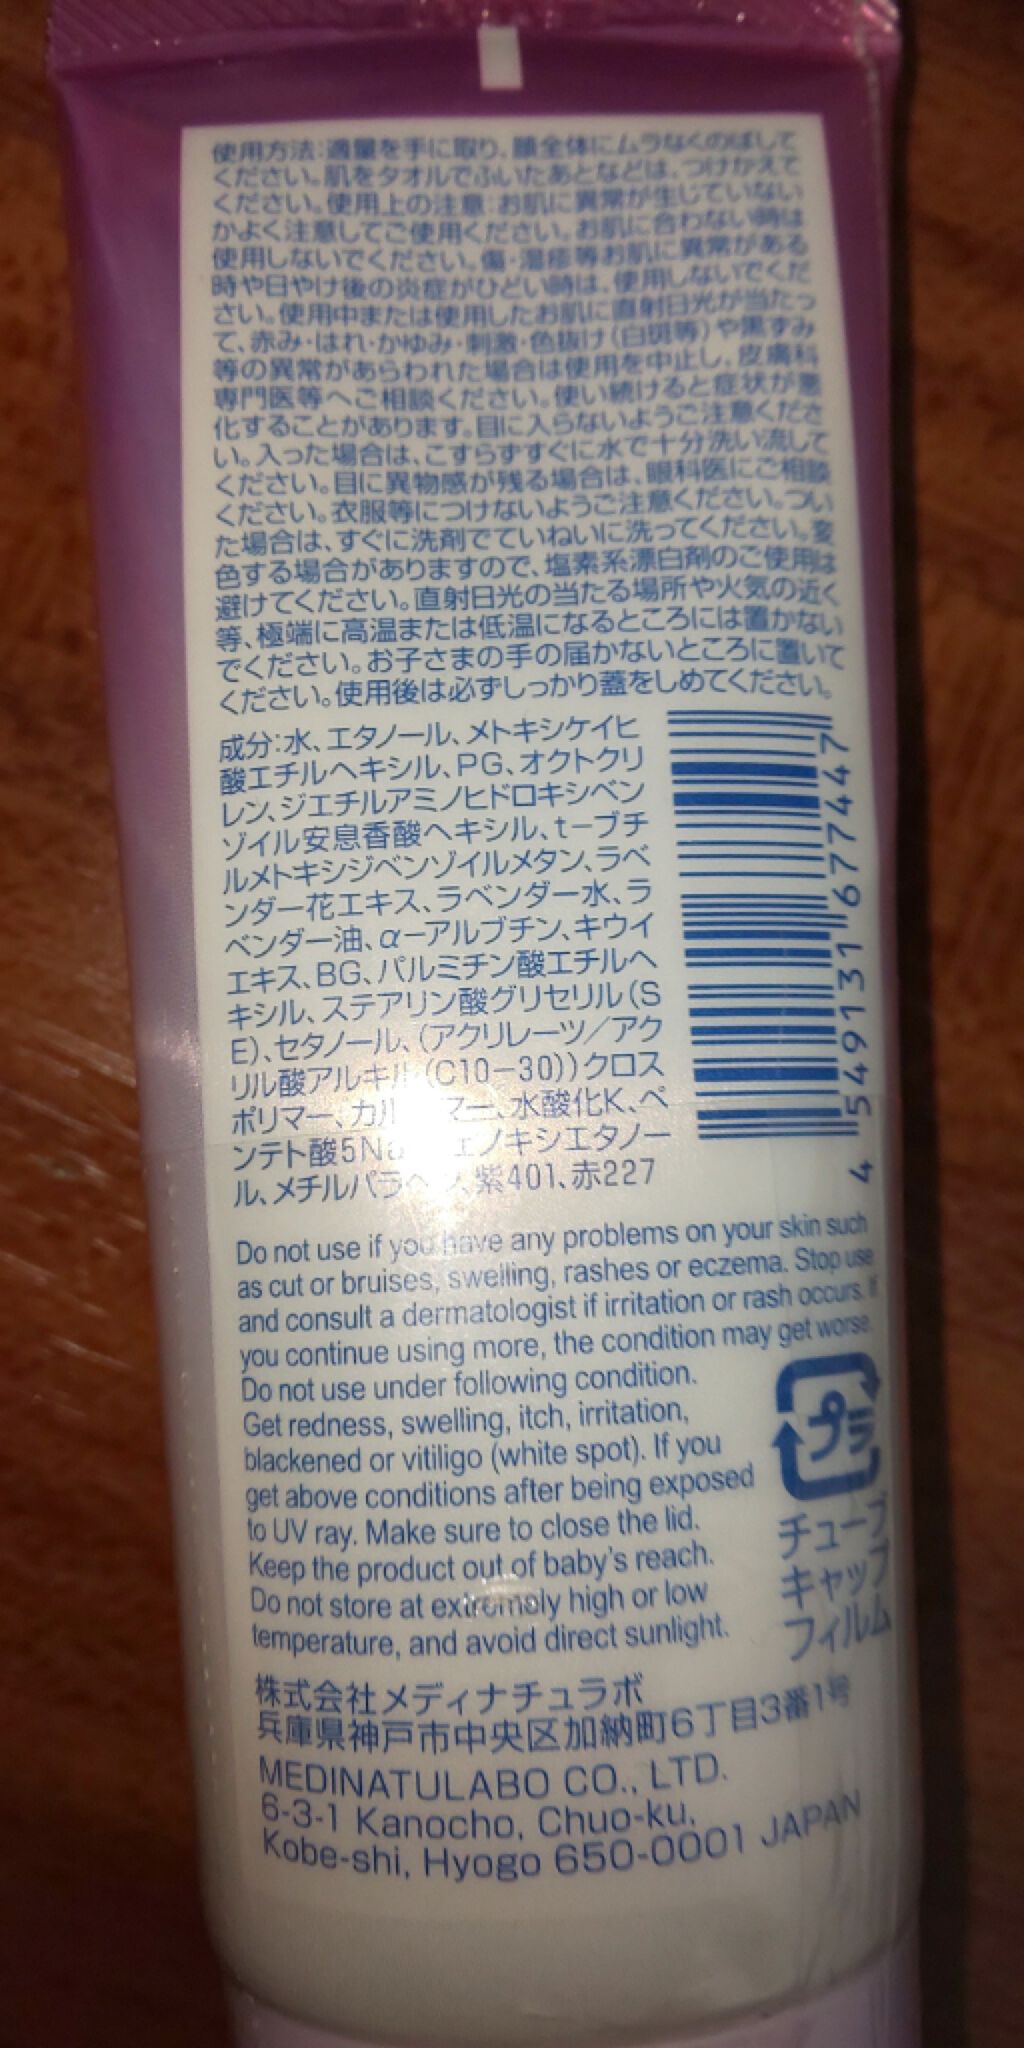 使用方法:適量を手に取り、顔全体にムラなくのばして
ください。肌をタオルでふいたあとなどは、つけかえて
ください。使用上の注意:お肌に異常が生じていない
かよく注意してご使用ください。お肌に合わない時は
使用しないでください。傷・湿疹等お肌に異常がある
時や日やけ後の炎症がひどい時は、使用しないでくだ
さい。使用中または使用したお肌に直射日光が当たっ
て、赤み・はれ・かゆみ・刺激・色抜け(白斑等)や黒ずみ
等の異常があらわれた場合は使用を中止し、皮膚科
専門医等へご相談ください。使い続けると症状が悪
化することがあります。目に入らないようご注意くださ
い。入った場合は、こすらずすぐに水で十分洗い流して
ください。目に異物感が残る場合は、眼科医にご相談
ください。衣服等につけないようご注意ください。つい
た場合は、すぐに洗剤でていねいに洗ってください。変
色する場合がありますので、塩素系漂白剤のご使用は
避けてください。直射日光の当たる場所や火気の近く
等、極端に高温または低温になるところには置かない
でください。お子さまの手の届かないところに置いて
ください。使用後は必ずしっかり蓋をしめてください。
成分:水、エタノール、メトキシケイヒ
酸エチルヘキシル、PG、オクトクリ
レン、ジエチルアミノヒドロキシベン
ゾイル安息香酸ヘキシル、t−ブチ
ルメトキシジベンゾイルメタン、ラベ
ンダー花エキス、ラベンダー水、ラ
ベンダー油、α−アルブチン、キウイ
エキス、BG、パルミチン酸エチルヘ
キシル、ステアリン酸グリセリル(S
E)、セタノール、(アクリレーツ/アク
リル酸アルキル(C10−30))クロス
ポリマー、カル マー、水酸化K、ペ
ンテト酸5Na ェノキシエタノー
ル、メチルパラベン、紫401、赤227
4 549131 677447
Do not use if you have any problems on your skin such
as cut or bruises, swelling, rashes or eczema. Stop use
and consult a dermatologist if irritation or rash occurs. If
you continue using more, the condition may get worse.
Do not use under following condition.
Get redness, swelling, itch, irritation,
blackened or vitiligo (white spot). If you
get above conditions after being exposed
to UV ray. Make sure to close the lid.
Keep the product out of baby's reach.
Do not store at extremely high or low
temperature, and avoid direct sunlight.
プラ
チューブ
キャップ
フィルム
株式会社メディナチュラボ
兵庫県神戸市中央区加納町6丁目3番1号
MEDINATULABO CO., LTD.
6-3-1 Kanocho, Chuo-ku,
Kobe-shi, Hyogo 650-0001 JAPAN